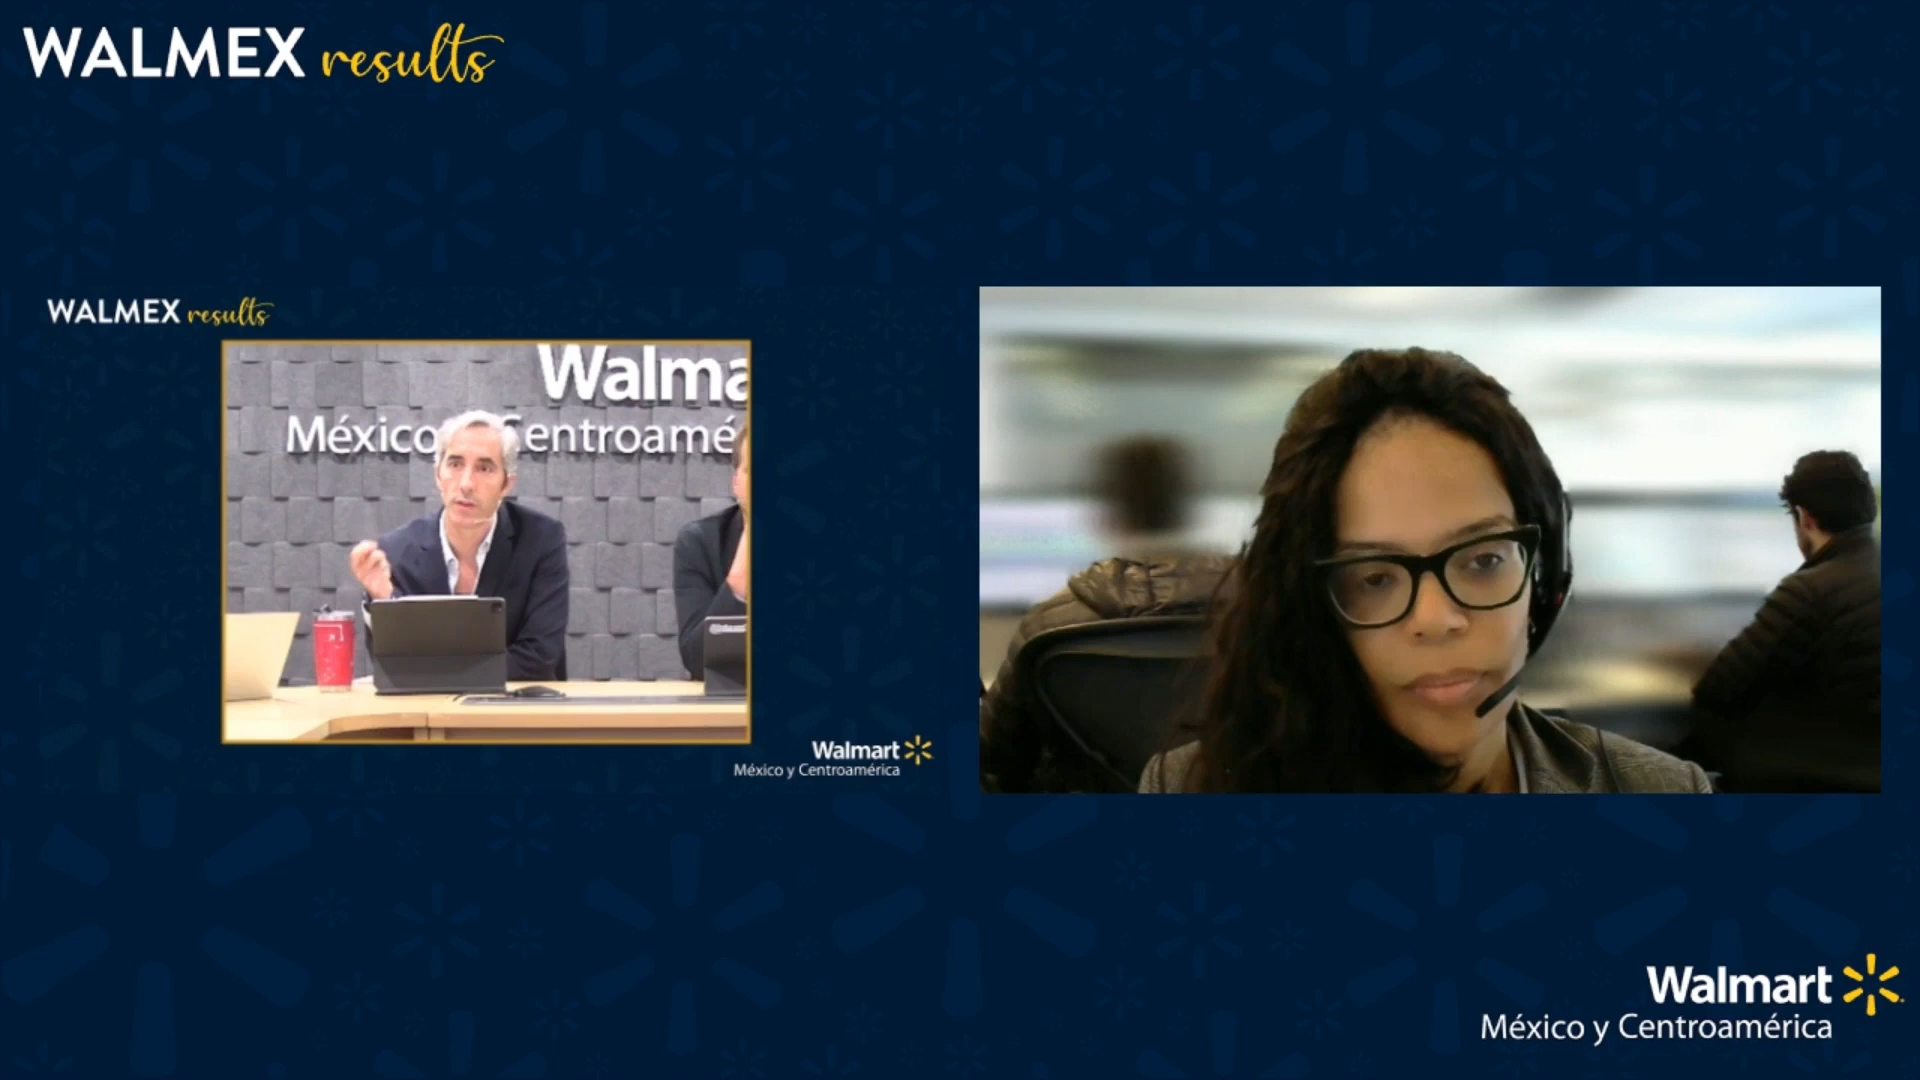 WALMEX results
WALMEX results
Walma
México Centroamé
Walmart
México y Centroamérica
Walmart
México y Centroamérica